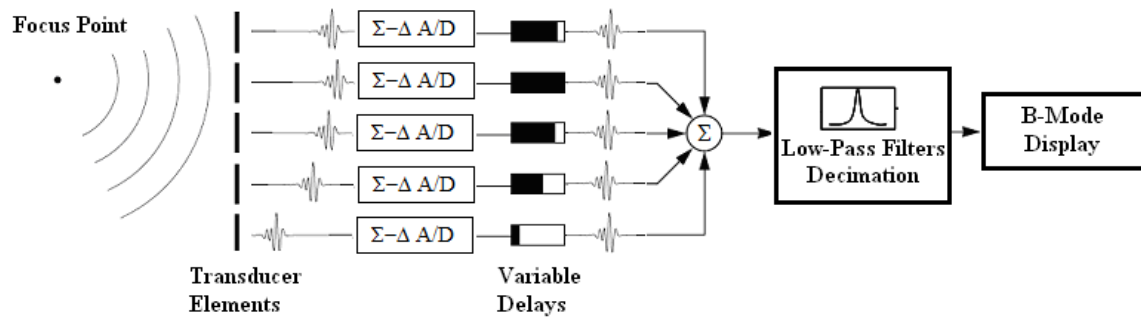 Focus Point
Σ−Δ A/D
Σ−Δ A/D
Σ−Δ A/D
Σ−Δ A/D
Σ−Δ A/D
Transducer
Elements
Variable
Delays
Σ
Low-Pass Filters
Decimation
B-Mode
Display